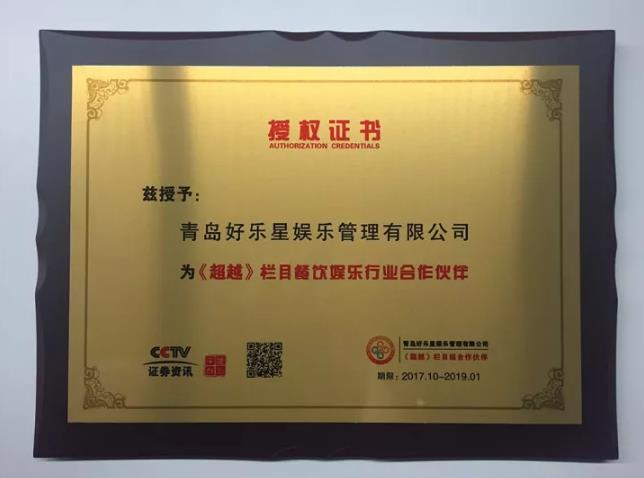 授权证书
AUTHORIZATION CREDENTIALS
兹授予:
青岛好乐星娱乐管理有限公司
为《超越》栏目餐饮娱乐行业合作伙伴
CCTV
证券资讯
青岛好乐星娱乐管理有限公司
《超越》栏目组合作伙伴
期限:2017.10-2019.01